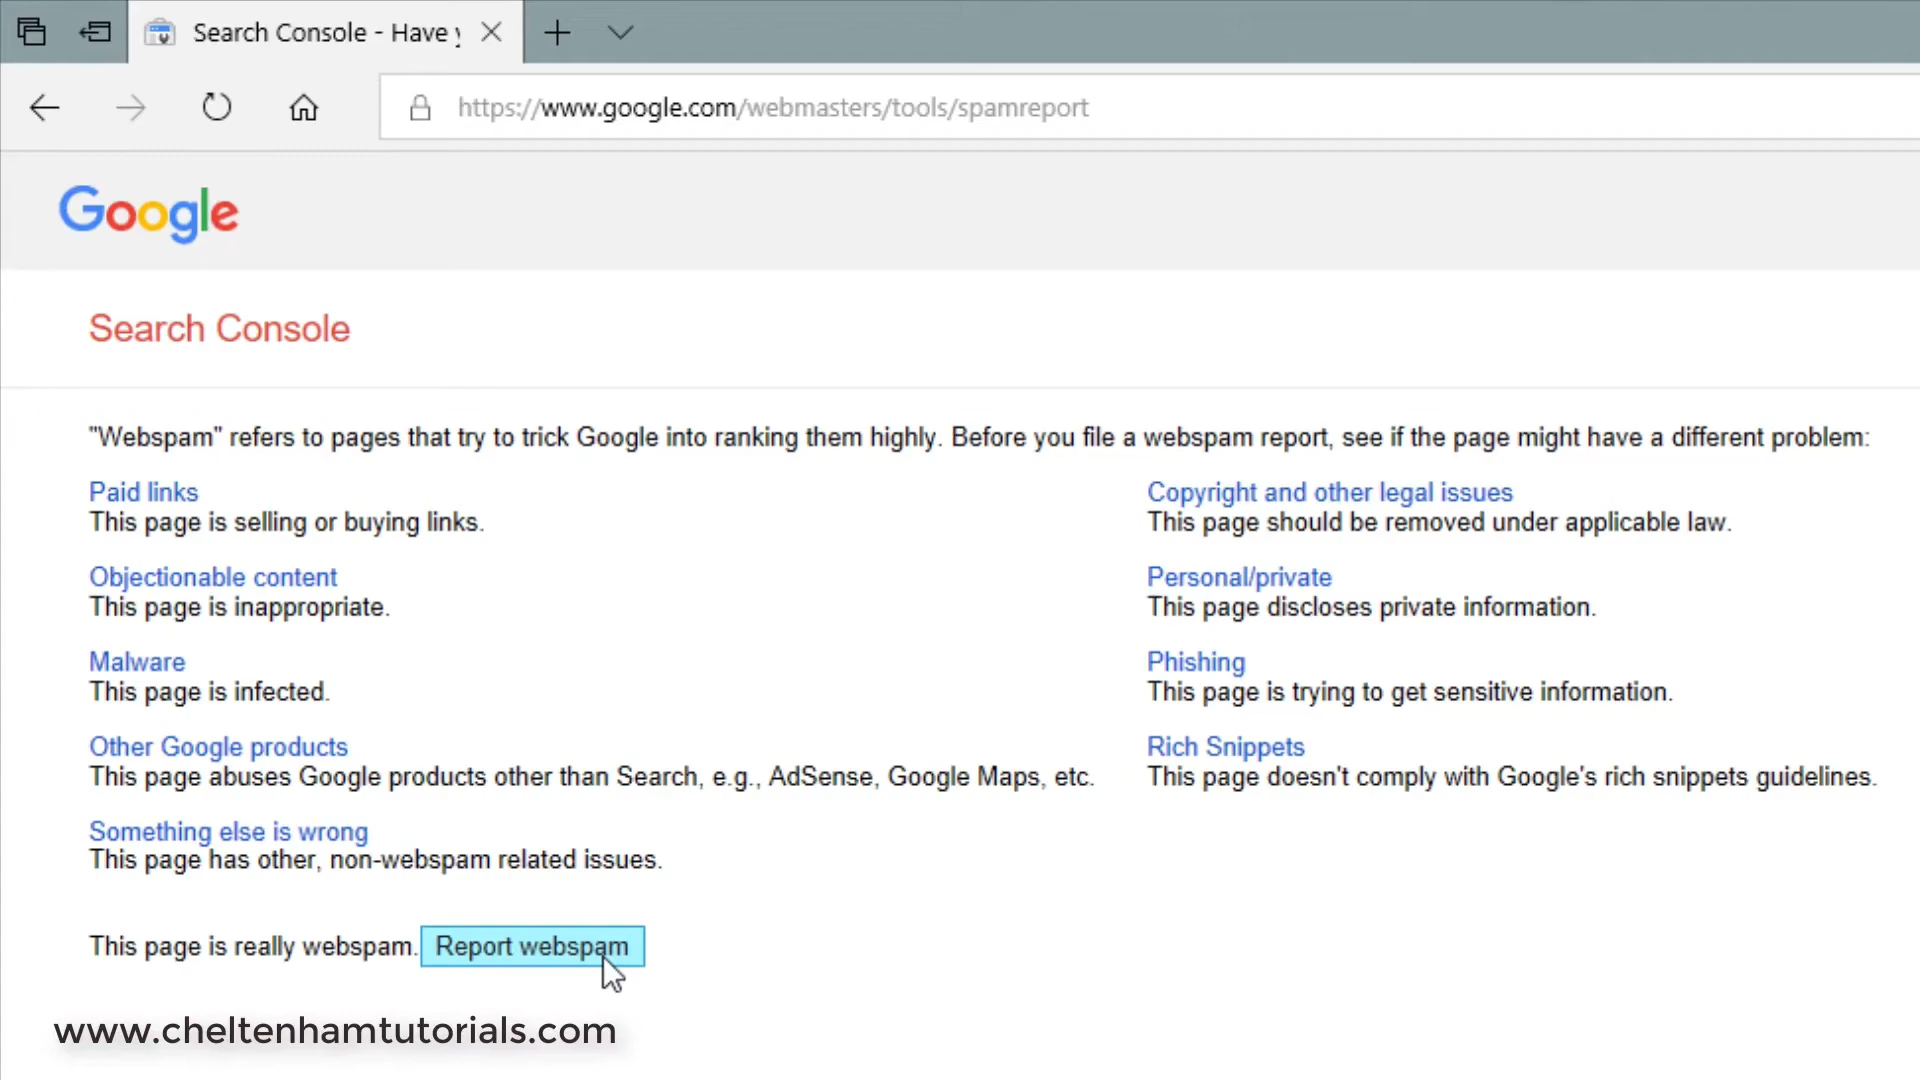 Search Console - Have y
https://www.google.com/webmasters/tools/spamreport
Google
Search Console
"Webspam" refers to pages that try to trick Google into ranking them highly. Before you file a webspam report, see if the page might have a different problem:
Paid links
This page is selling or buying links.
Objectionable content
This page is inappropriate.
Malware
This page is infected.
Other Google products
This page abuses Google products other than Search, e.g., AdSense, Google Maps, etc.
Something else is wrong
This page has other, non-webspam related issues.
Copyright and other legal issues
This page should be removed under applicable law.
Personal/private
This page discloses private information.
Phishing
This page is trying to get sensitive information.
Rich Snippets
This page doesn't comply with Google's rich snippets guidelines.
This page is really webspam. Report webspam
www.cheltenhamtutorials.com